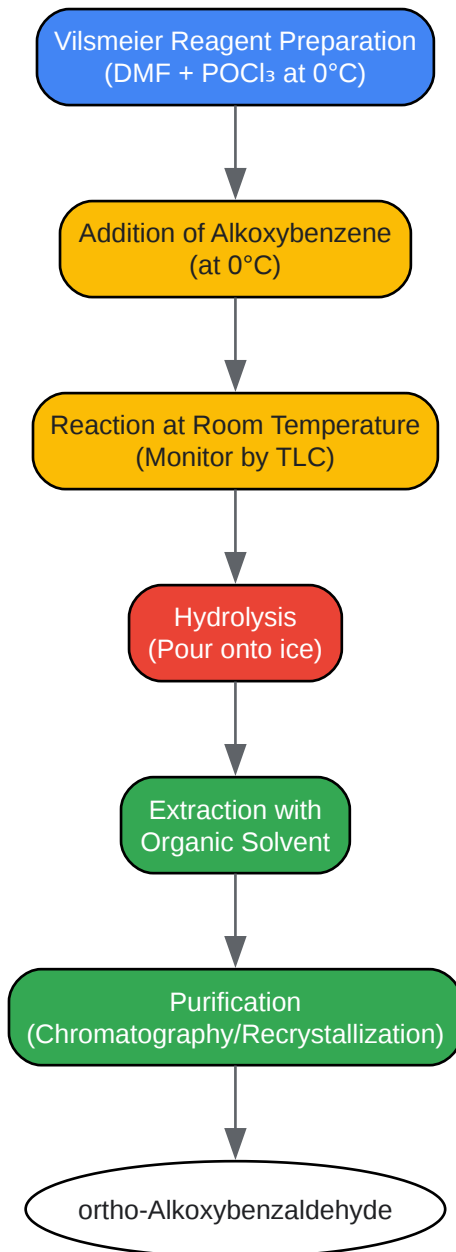 Vilsmeier Reagent Preparation
(DMF + POCl₃ at 0°C)
Addition of Alkoxybenzene
(at 0°C)
Reaction at Room Temperature
(Monitor by TLC)
Hydrolysis
(Pour onto ice)
Extraction with
Organic Solvent
Purification
(Chromatography/Recrystallization)
ortho-Alkoxybenzaldehyde